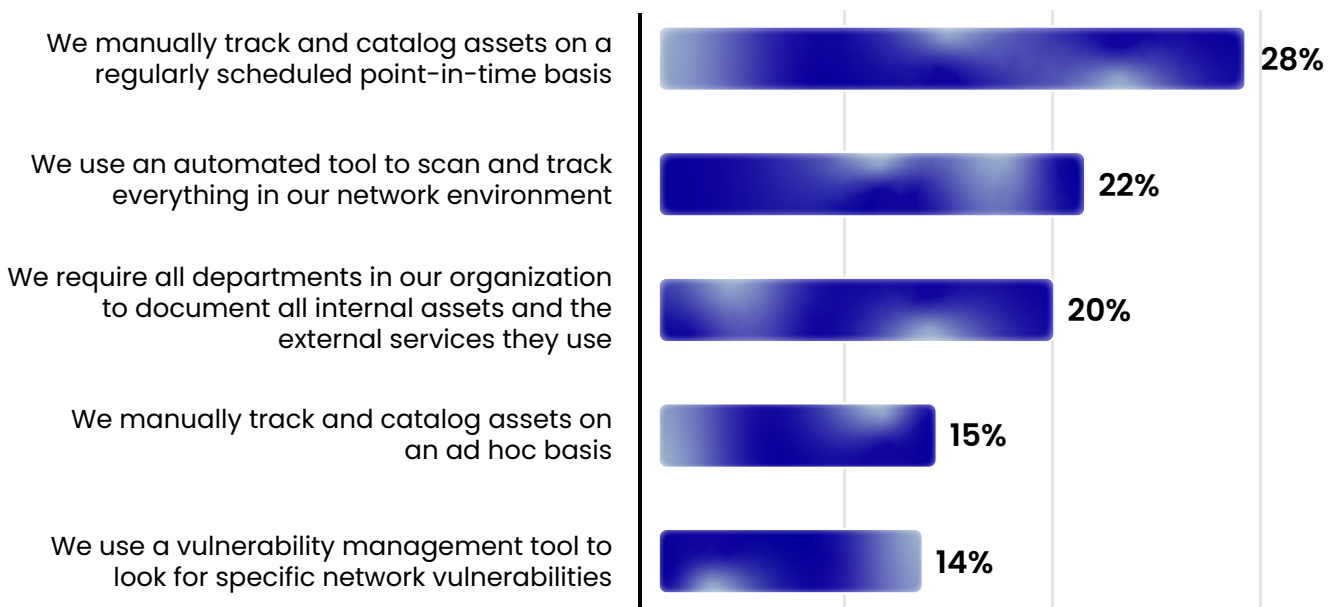 We manually track and catalog assets on a
regularly scheduled point-in-time basis
28%
We use an automated tool to scan and track
everything in our network environment
22%
We require all departments in our organization
to document all internal assets and the
external services they use
20%
We manually track and catalog assets on
an ad hoc basis
15%
We use a vulnerability management tool to
look for specific network vulnerabilities
14%